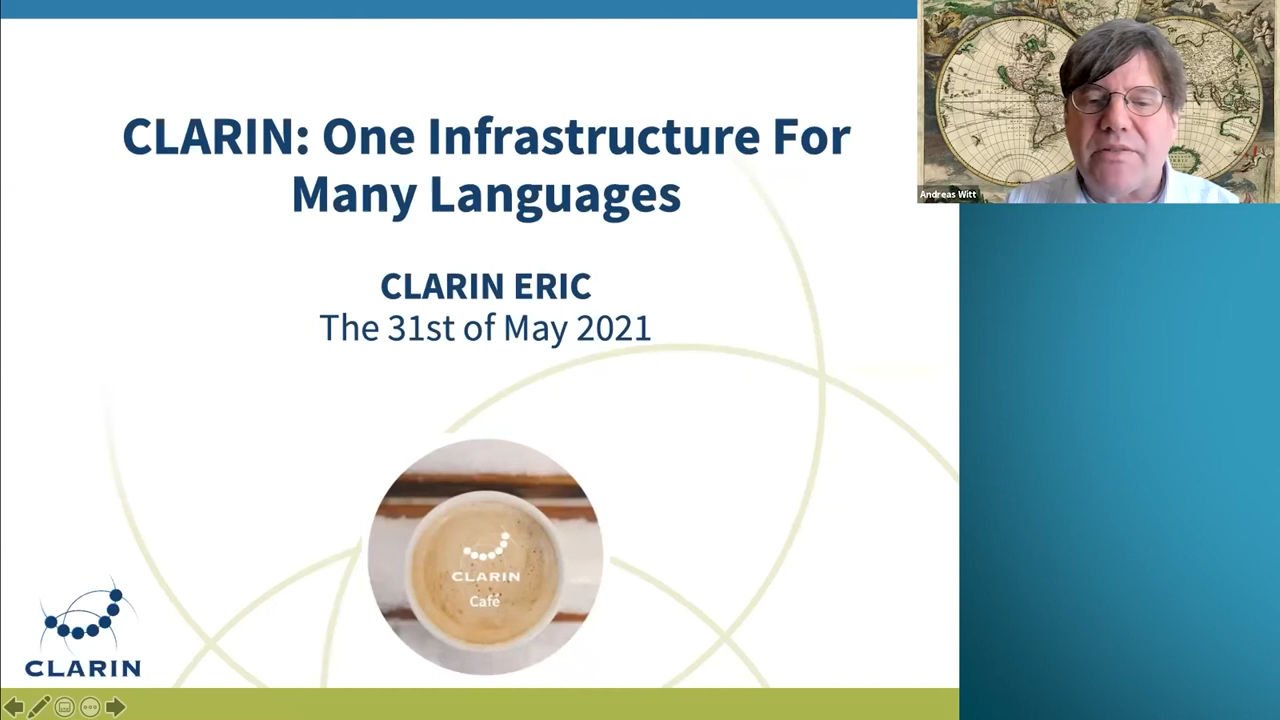 CLARIN: One Infrastructure For
Many Languages
CLARIN ERIC
The 31st of May 2021
CLARIN
Café
CLARIN
Andreas Witt